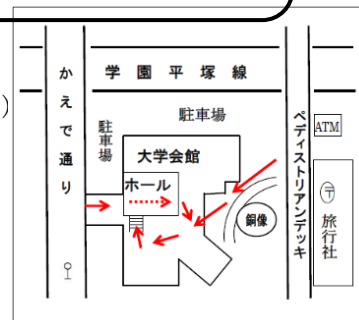 )
学園平塚線
かえで通り
駐車場
駐車場
大学会館
ホール
銅像
ペディストリアンデッキ
ATM
〒
旅行社